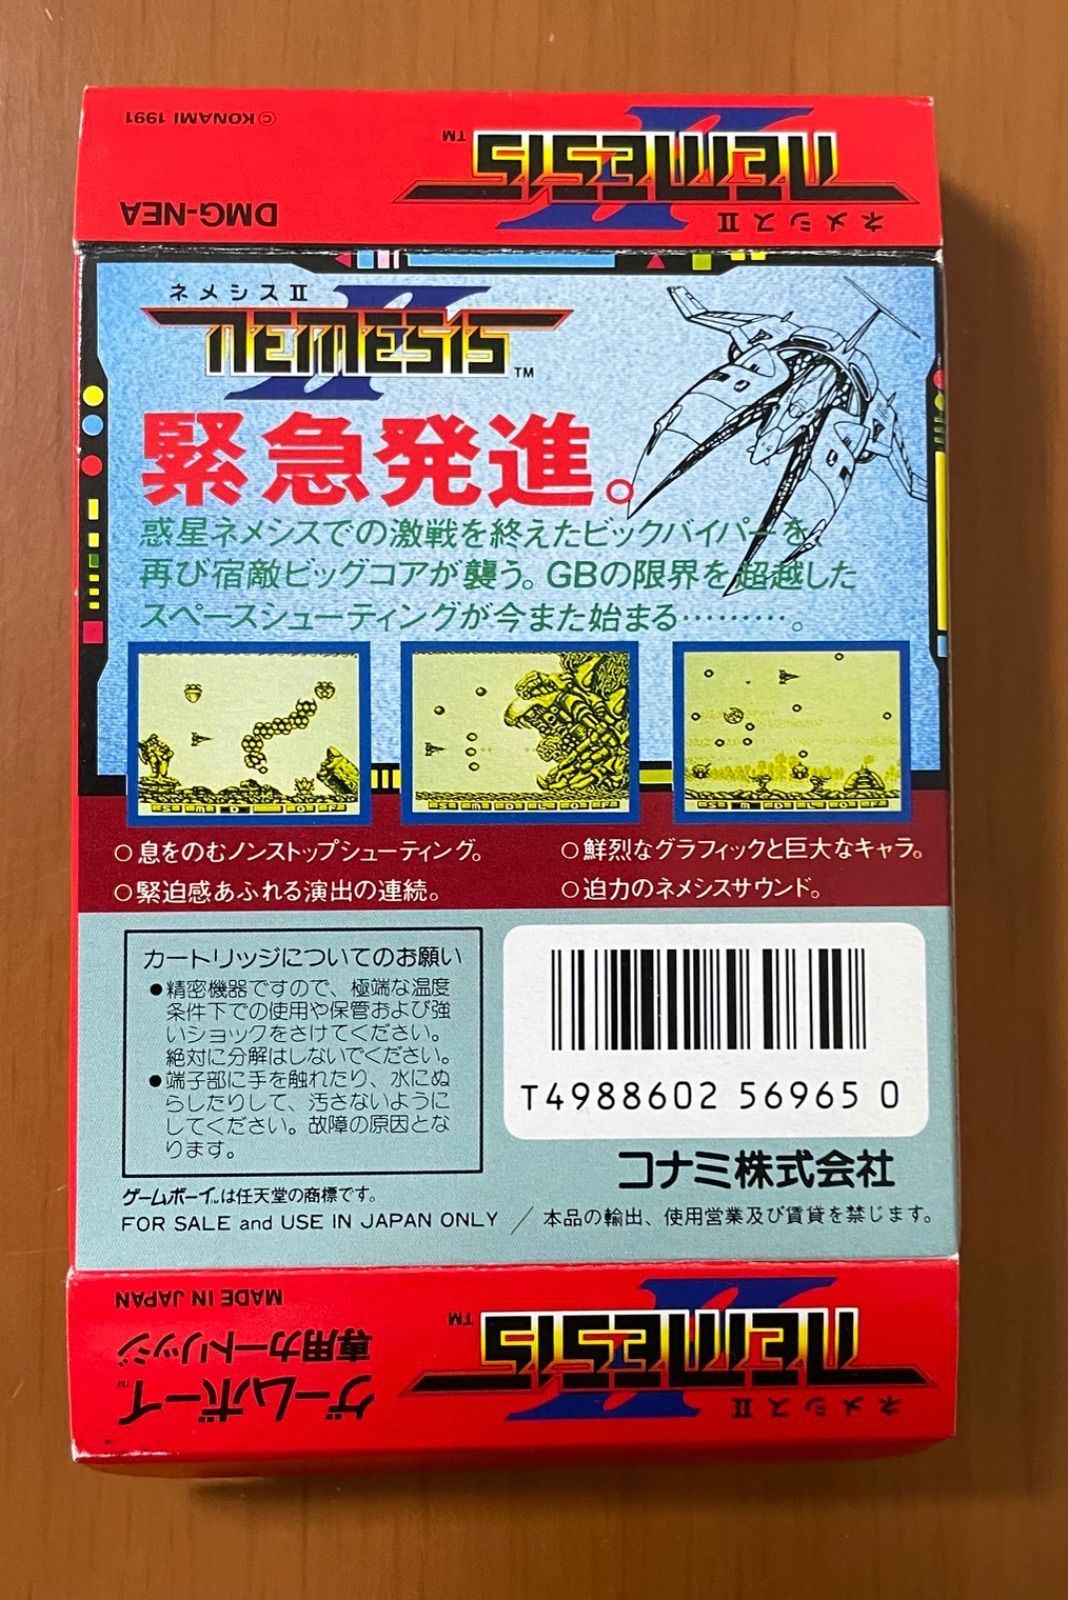 © KONAMI 1991
DMG-NEA
NEMESIS II ™
ネメシスⅡ
ネメシスⅡ
NEMESIS II ™
緊急発進。
惑星ネメシスでの激戦を終えたビックバイパーを
再び宿敵ビッグコアが襲う。GBの限界を超越した
スペースシューティングが今また始まる………。
S M D O F
S M D L O F
S M D L O F
○息をのむノンストップシューティング。
○緊迫感あふれる演出の連続。
○鮮烈なグラフィックと巨大なキャラ。
○迫力のネメシスサウンド。
カートリッジについてのお願い
●精密機器ですので、極端な温度
条件下での使用や保管および強
いショックをさけてください。
絶対に分解はしないでください。
●端子部に手を触れたり、水にぬ
らしたりして、汚さないように
してください。故障の原因とな
ります。
T4988602 56965 0
コナミ株式会社
ゲームボーイ™は任天堂の商標です。
FOR SALE and USE IN JAPAN ONLY ／ 本品の輸出、使用営業及び賃貸を禁じます。
MADE IN JAPAN
ゲームボーイ™
専用カートリッジ
NEMESIS II ™
ネメシスⅡ